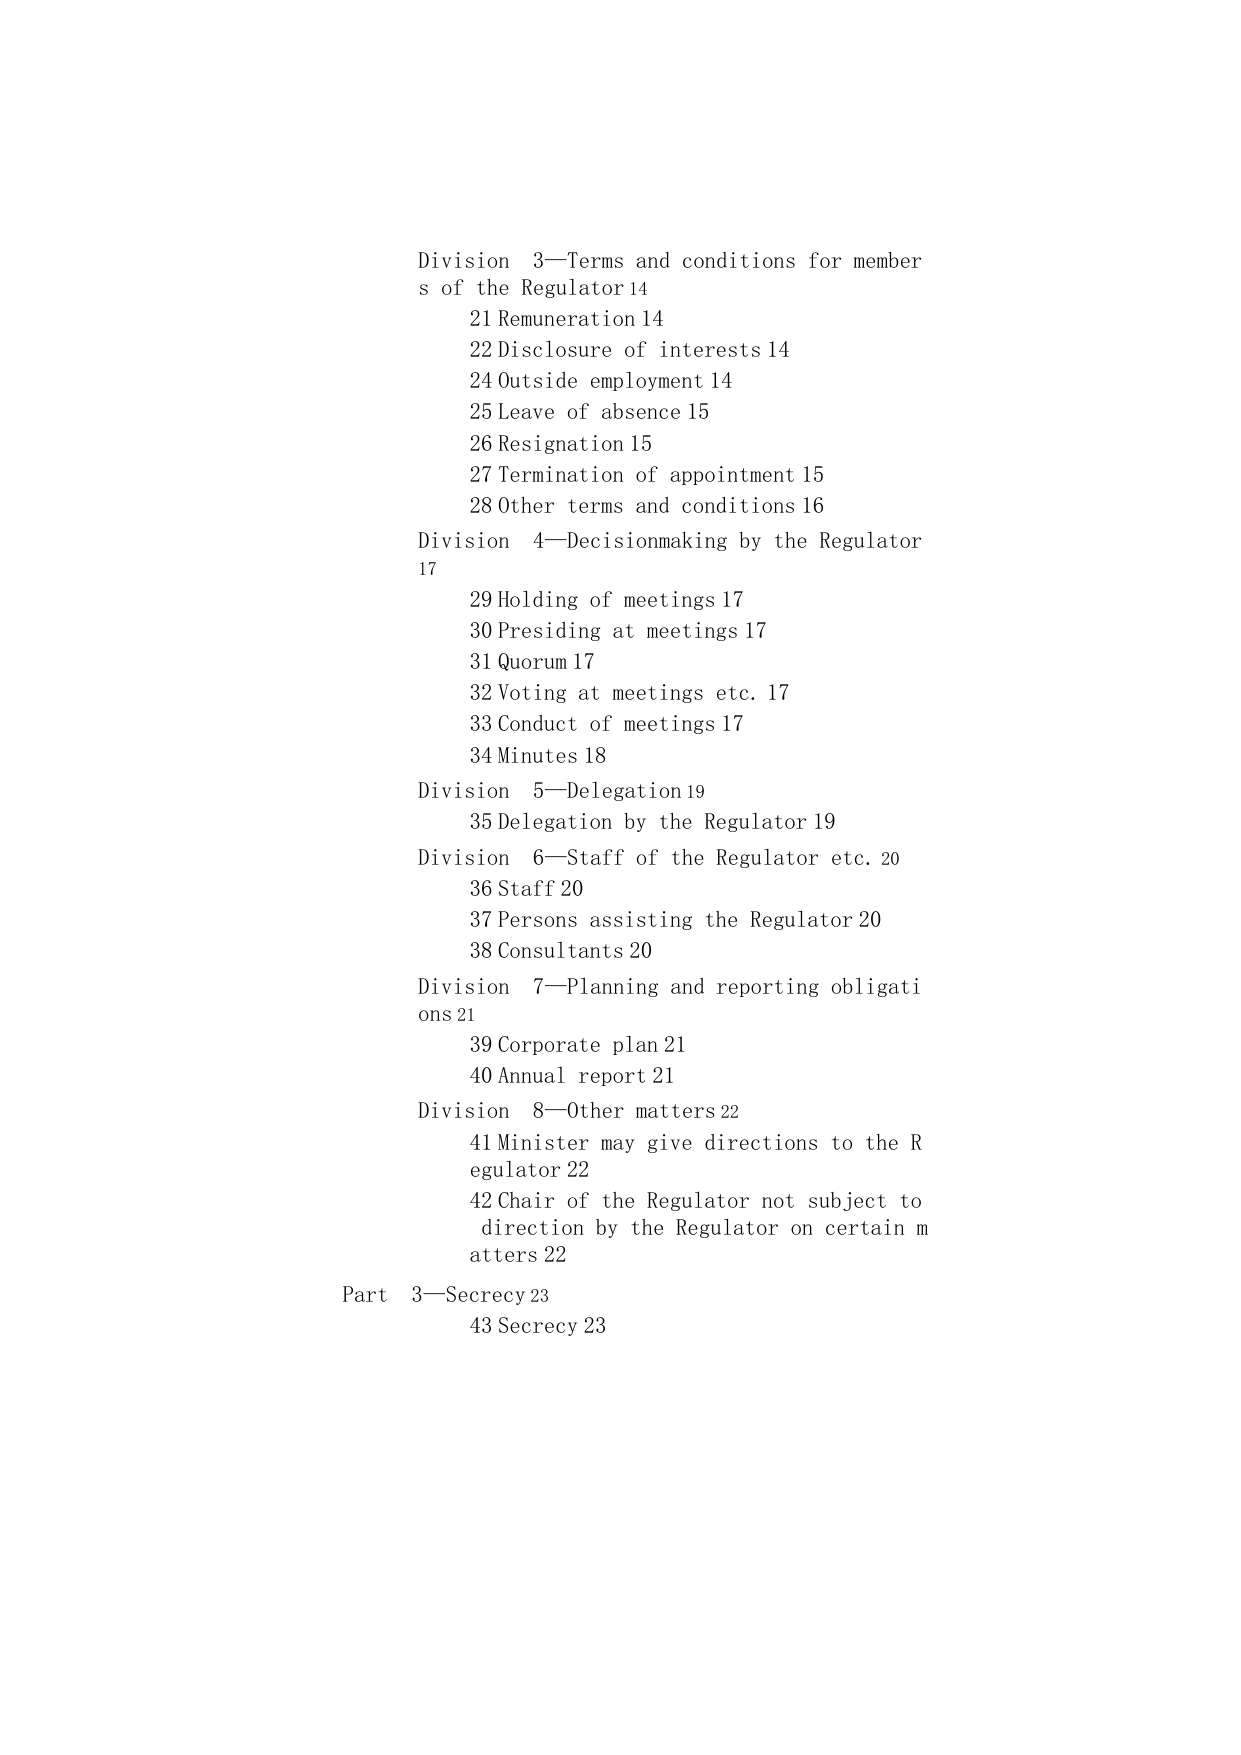 Division 3—Terms and conditions for member
s of the Regulator 14
21 Remuneration 14
22 Disclosure of interests 14
24 Outside employment 14
25 Leave of absence 15
26 Resignation 15
27 Termination of appointment 15
28 Other terms and conditions 16
Division 4—Decisionmaking by the Regulator
17
29 Holding of meetings 17
30 Presiding at meetings 17
31 Quorum 17
32 Voting at meetings etc. 17
33 Conduct of meetings 17
34 Minutes 18
Division 5—Delegation 19
35 Delegation by the Regulator 19
Division 6—Staff of the Regulator etc. 20
36 Staff 20
37 Persons assisting the Regulator 20
38 Consultants 20
Division 7—Planning and reporting obligati
ons 21
39 Corporate plan 21
40 Annual report 21
Division 8—Other matters 22
41 Minister may give directions to the R
egulator 22
42 Chair of the Regulator not subject to
direction by the Regulator on certain m
atters 22
Part 3—Secrecy 23
43 Secrecy 23